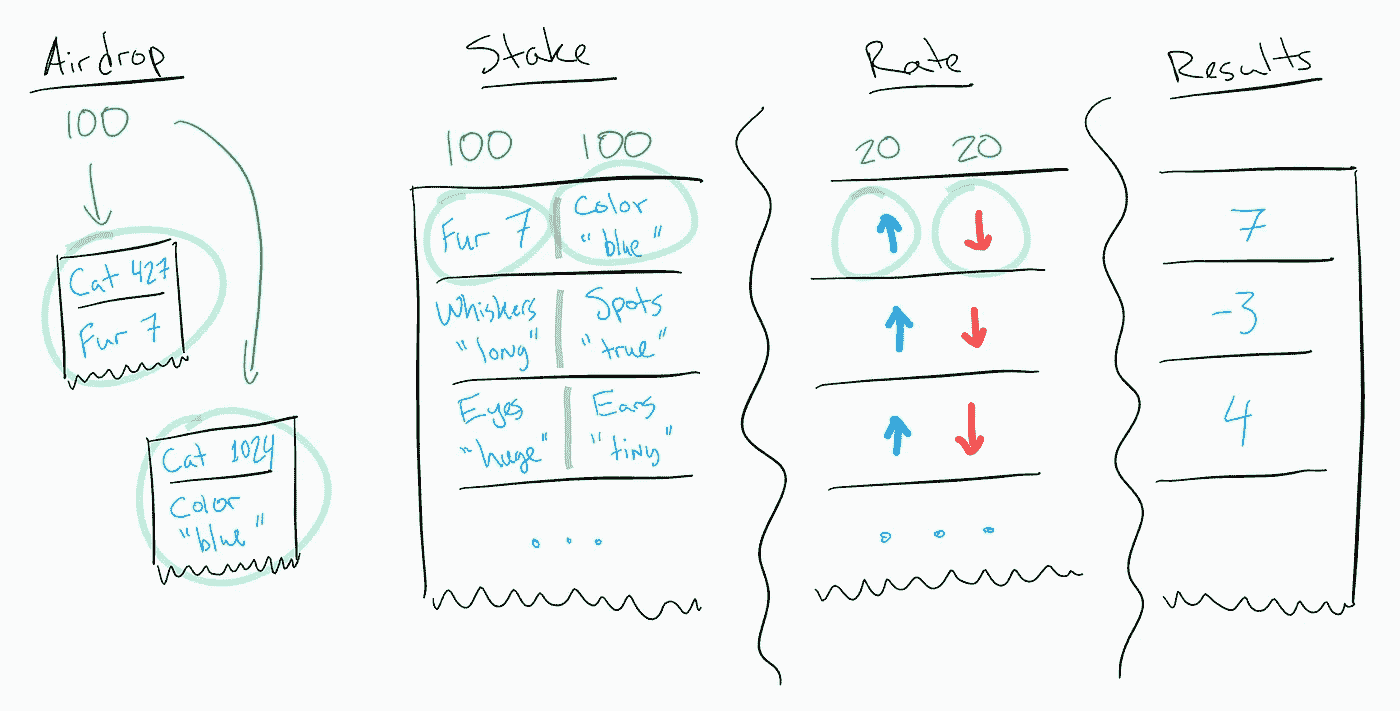 Airdrop
100
Cat 427
Fur 7
Cat 1024
Color
"blue"
Stake
100 100
Fur 7
Color
"blue"
Whiskers
"long"
Spots
"true"
Eyes
"huge"
Ears
"tiny"
...
Rate
20 20
...
Results
7
-3
4